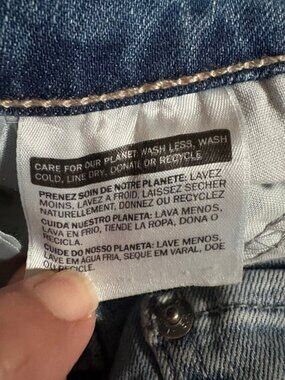 CARE FOR OUR PLANET: WASH LESS, WASH
COLD, LINE DRY, DONATE OR RECYCLE.
PRENEZ SOIN DE NOTRE PLANETE: LAVEZ
MOINS, LAVEZ A FROID, LAISSEZ SECHER
NATURELLEMENT, DONNEZ OU RECYCLEZ
CUIDA NUESTRO PLANETA: LAVA MENOS,
LAVA EN FRIO, TIENDE LA ROPA, DONA O
RECICLA.
CUIDE DO NOSSO PLANETA: LAVE MENOS,
LAVE EM AGUA FRIA, SEQUE EM VARAL. DOE
OU RECICLE.